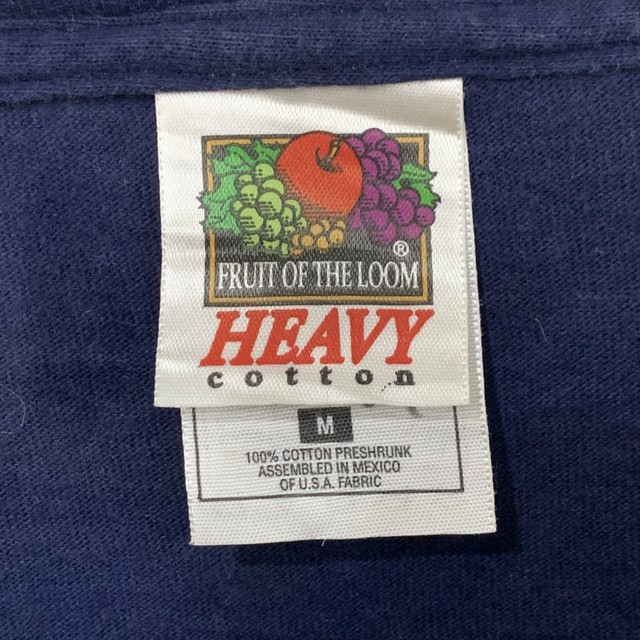 ®
FRUIT OF THE LOOM
HEAVY
cotton
M
100% COTTON PRESHRUNK
ASSEMBLED IN MEXICO
OF U.S.A. FABRIC